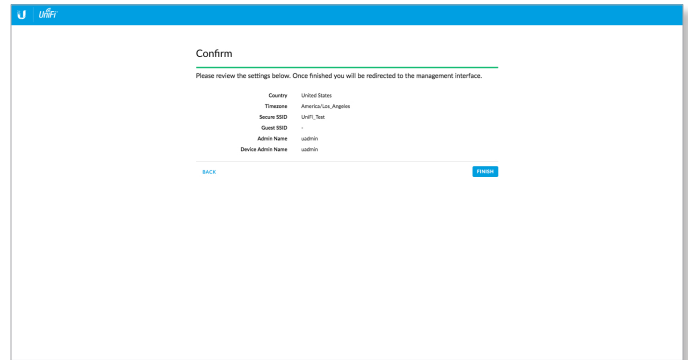 UniFi
Confirm
Please review the settings below. Once finished you will be redirected to the management interface.
Country United States
Timezone America/Los_Angeles
Secure SSID UniFi_Test
Guest SSID -
Admin Name uadmin
Device Admin Name uadmin
BACK FINISH